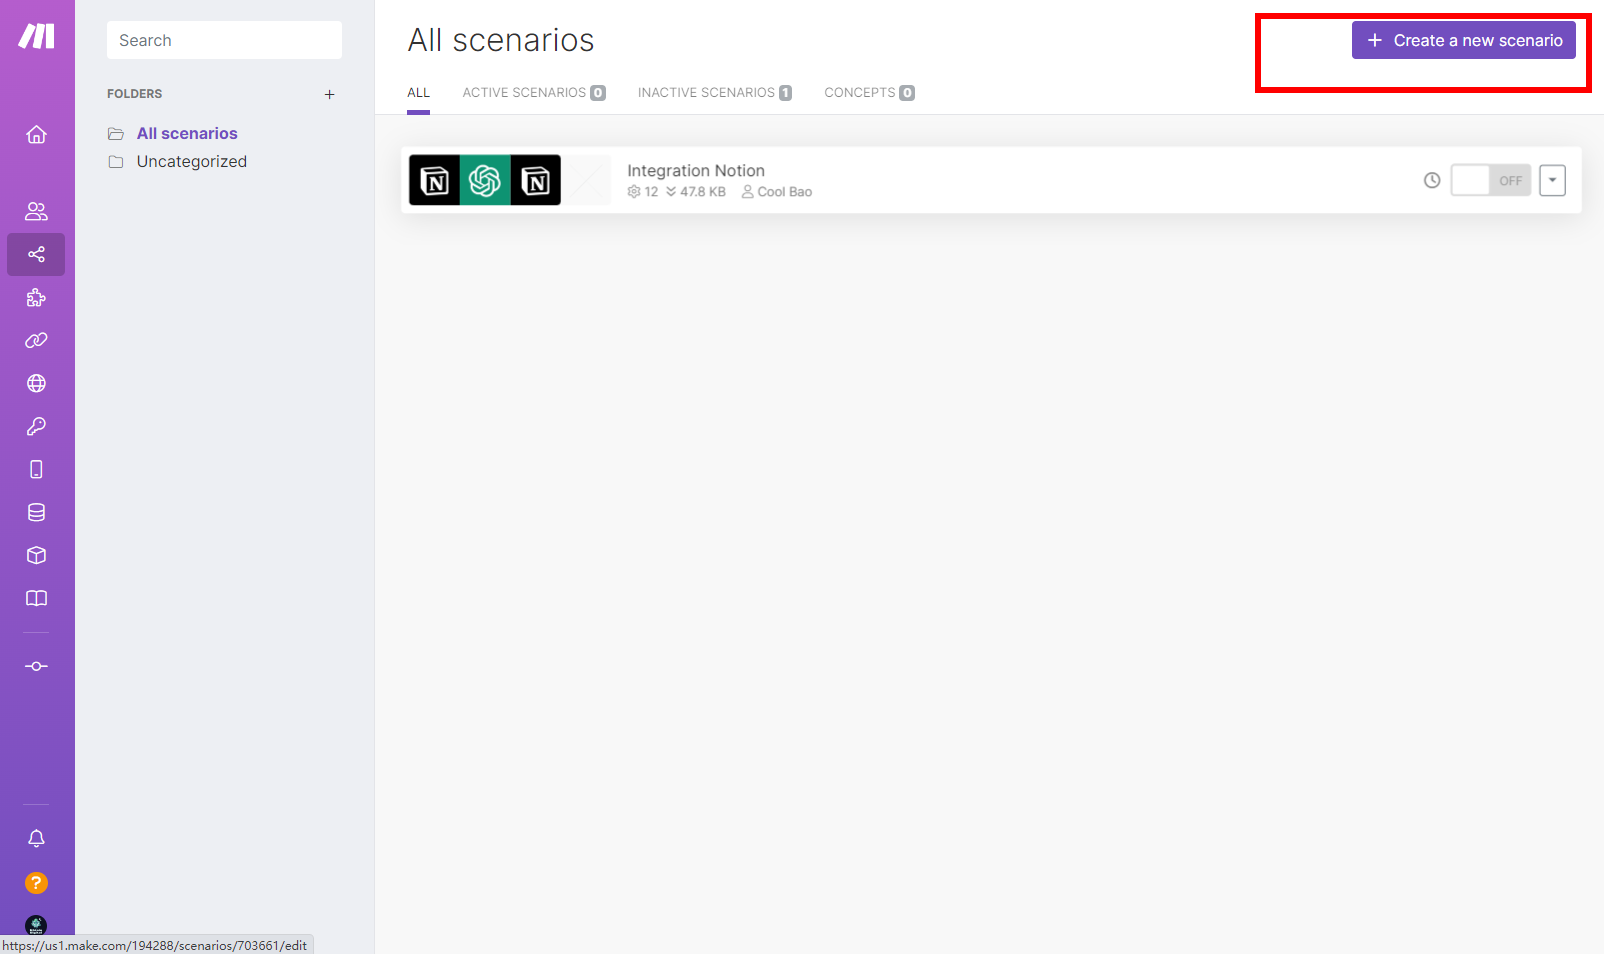 Search
FOLDERS +
All scenarios
Uncategorized
All scenarios
+ Create a new scenario
ALL ACTIVE SCENARIOS 0 INACTIVE SCENARIOS 1 CONCEPTS 0
Integration Notion
12 47.8 KB Cool Bao
OFF
?
https://us1.make.com/194288/scenarios/703661/edit